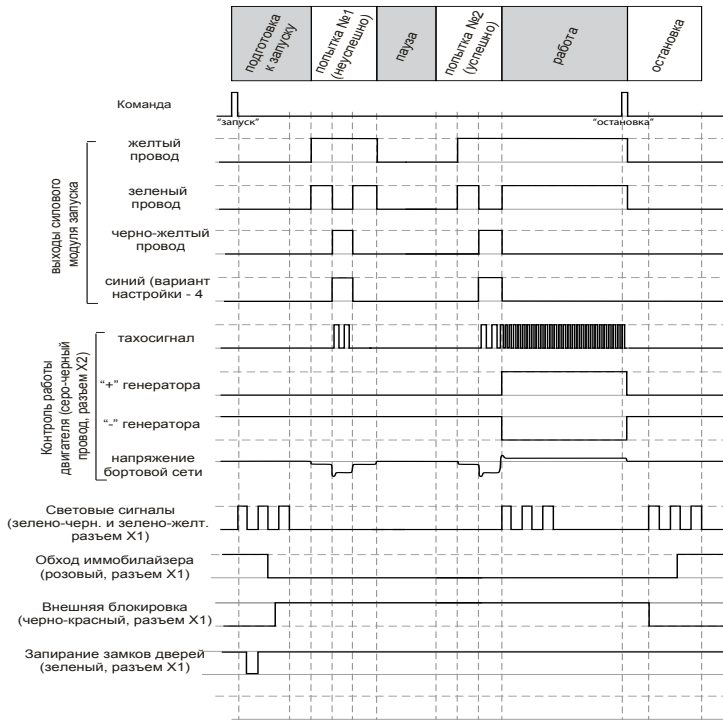 подготовка
к запуску
попытка №1
(неуспешно)
пауза
попытка №2
(успешно)
работа
остановка
Команда
"запуск"
"остановка"
выходы силового
модуля запуска
желтый
провод
зеленый
провод
черно-желтый
провод
синий (вариант
настройки - 4
Контроль работы
двигателя (серо-черный
провод, разъем X2)
тахосигнал
"+" генератора
"-" генератора
напряжение
бортовой сети
Световые сигналы
(зелено-черн. и зелено-желт.
разъем X1)
Обход иммобилайзера
(розовый, разъем X1)
Внешняя блокировка
(черно-красный, разъем X1)
Запирание замков дверей
(зеленый, разъем X1)